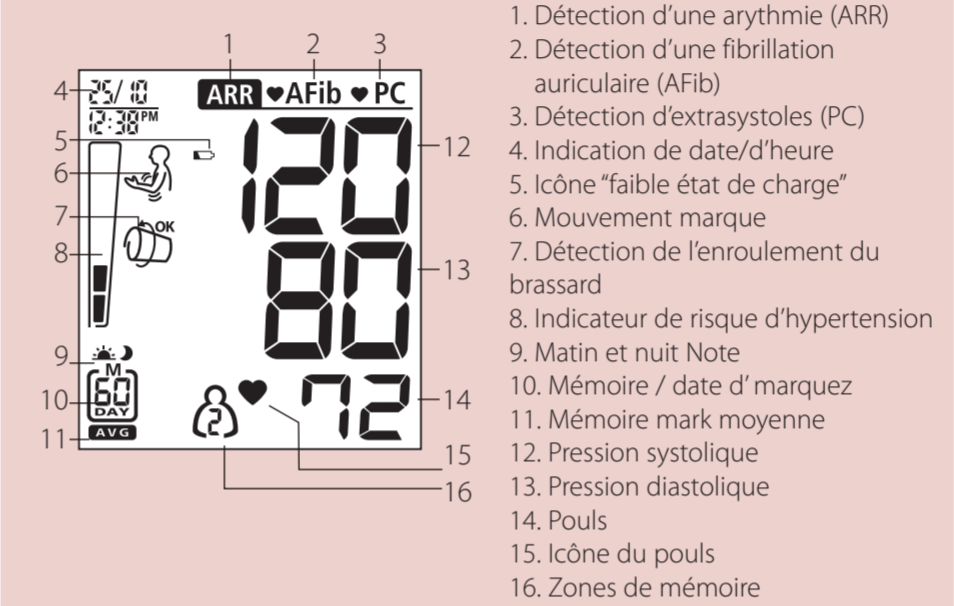 1
2
3
4
25/ 10
ARR ♥AFib ♥ PC
12:38 PM
5
6
7
OK
8
120
12
80
13
9
M
10
60
DAY
11
AVG
2
72
14
15
16
1. Détection d'une arythmie (ARR)
2. Détection d'une fibrillation
auriculaire (AFib)
3. Détection d'extrasystoles (PC)
4. Indication de date/d'heure
5. Icône "faible état de charge"
6. Mouvement marque
7. Détection de l'enroulement du
brassard
8. Indicateur de risque d'hypertension
9. Matin et nuit Note
10. Mémoire / date d' marquez
11. Mémoire mark moyenne
12. Pression systolique
13. Pression diastolique
14. Pouls
15. Icône du pouls
16. Zones de mémoire